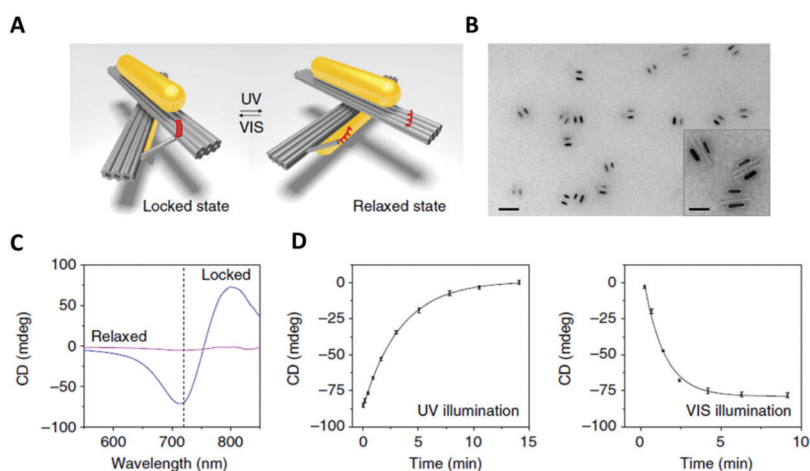 A
UV
VIS
Locked state
Relaxed state
B
C
100
50
0
−50
−100
CD (mdeg)
Locked
Relaxed
600
700
800
Wavelength (nm)
D
0
−25
−50
−75
−100
CD (mdeg)
UV illumination
0
5
10
15
Time (min)
0
−25
−50
−75
−100
CD (mdeg)
VIS illumination
0
5
10
Time (min)